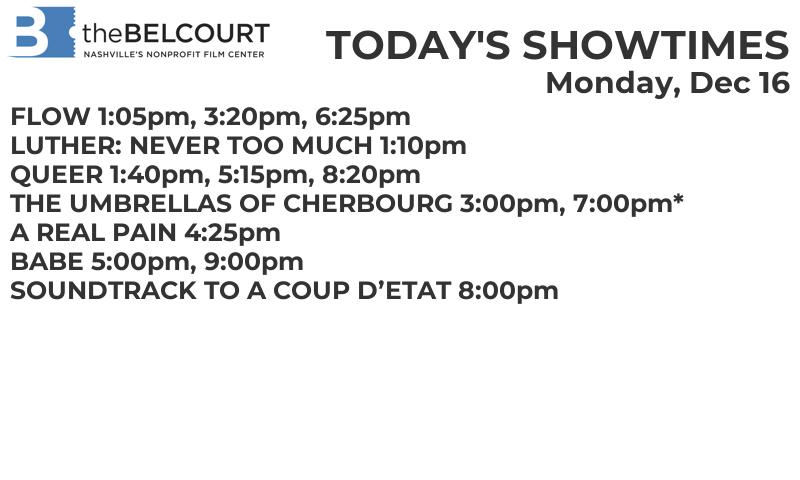 B theBELCOURT
NASHVILLE'S NONPROFIT FILM CENTER
TODAY'S SHOWTIMES
Monday, Dec 16
FLOW 1:05pm, 3:20pm, 6:25pm
LUTHER: NEVER TOO MUCH 1:10pm
QUEER 1:40pm, 5:15pm, 8:20pm
THE UMBRELLAS OF CHERBOURG 3:00pm, 7:00pm*
A REAL PAIN 4:25pm
BABE 5:00pm, 9:00pm
SOUNDTRACK TO A COUP D’ETAT 8:00pm